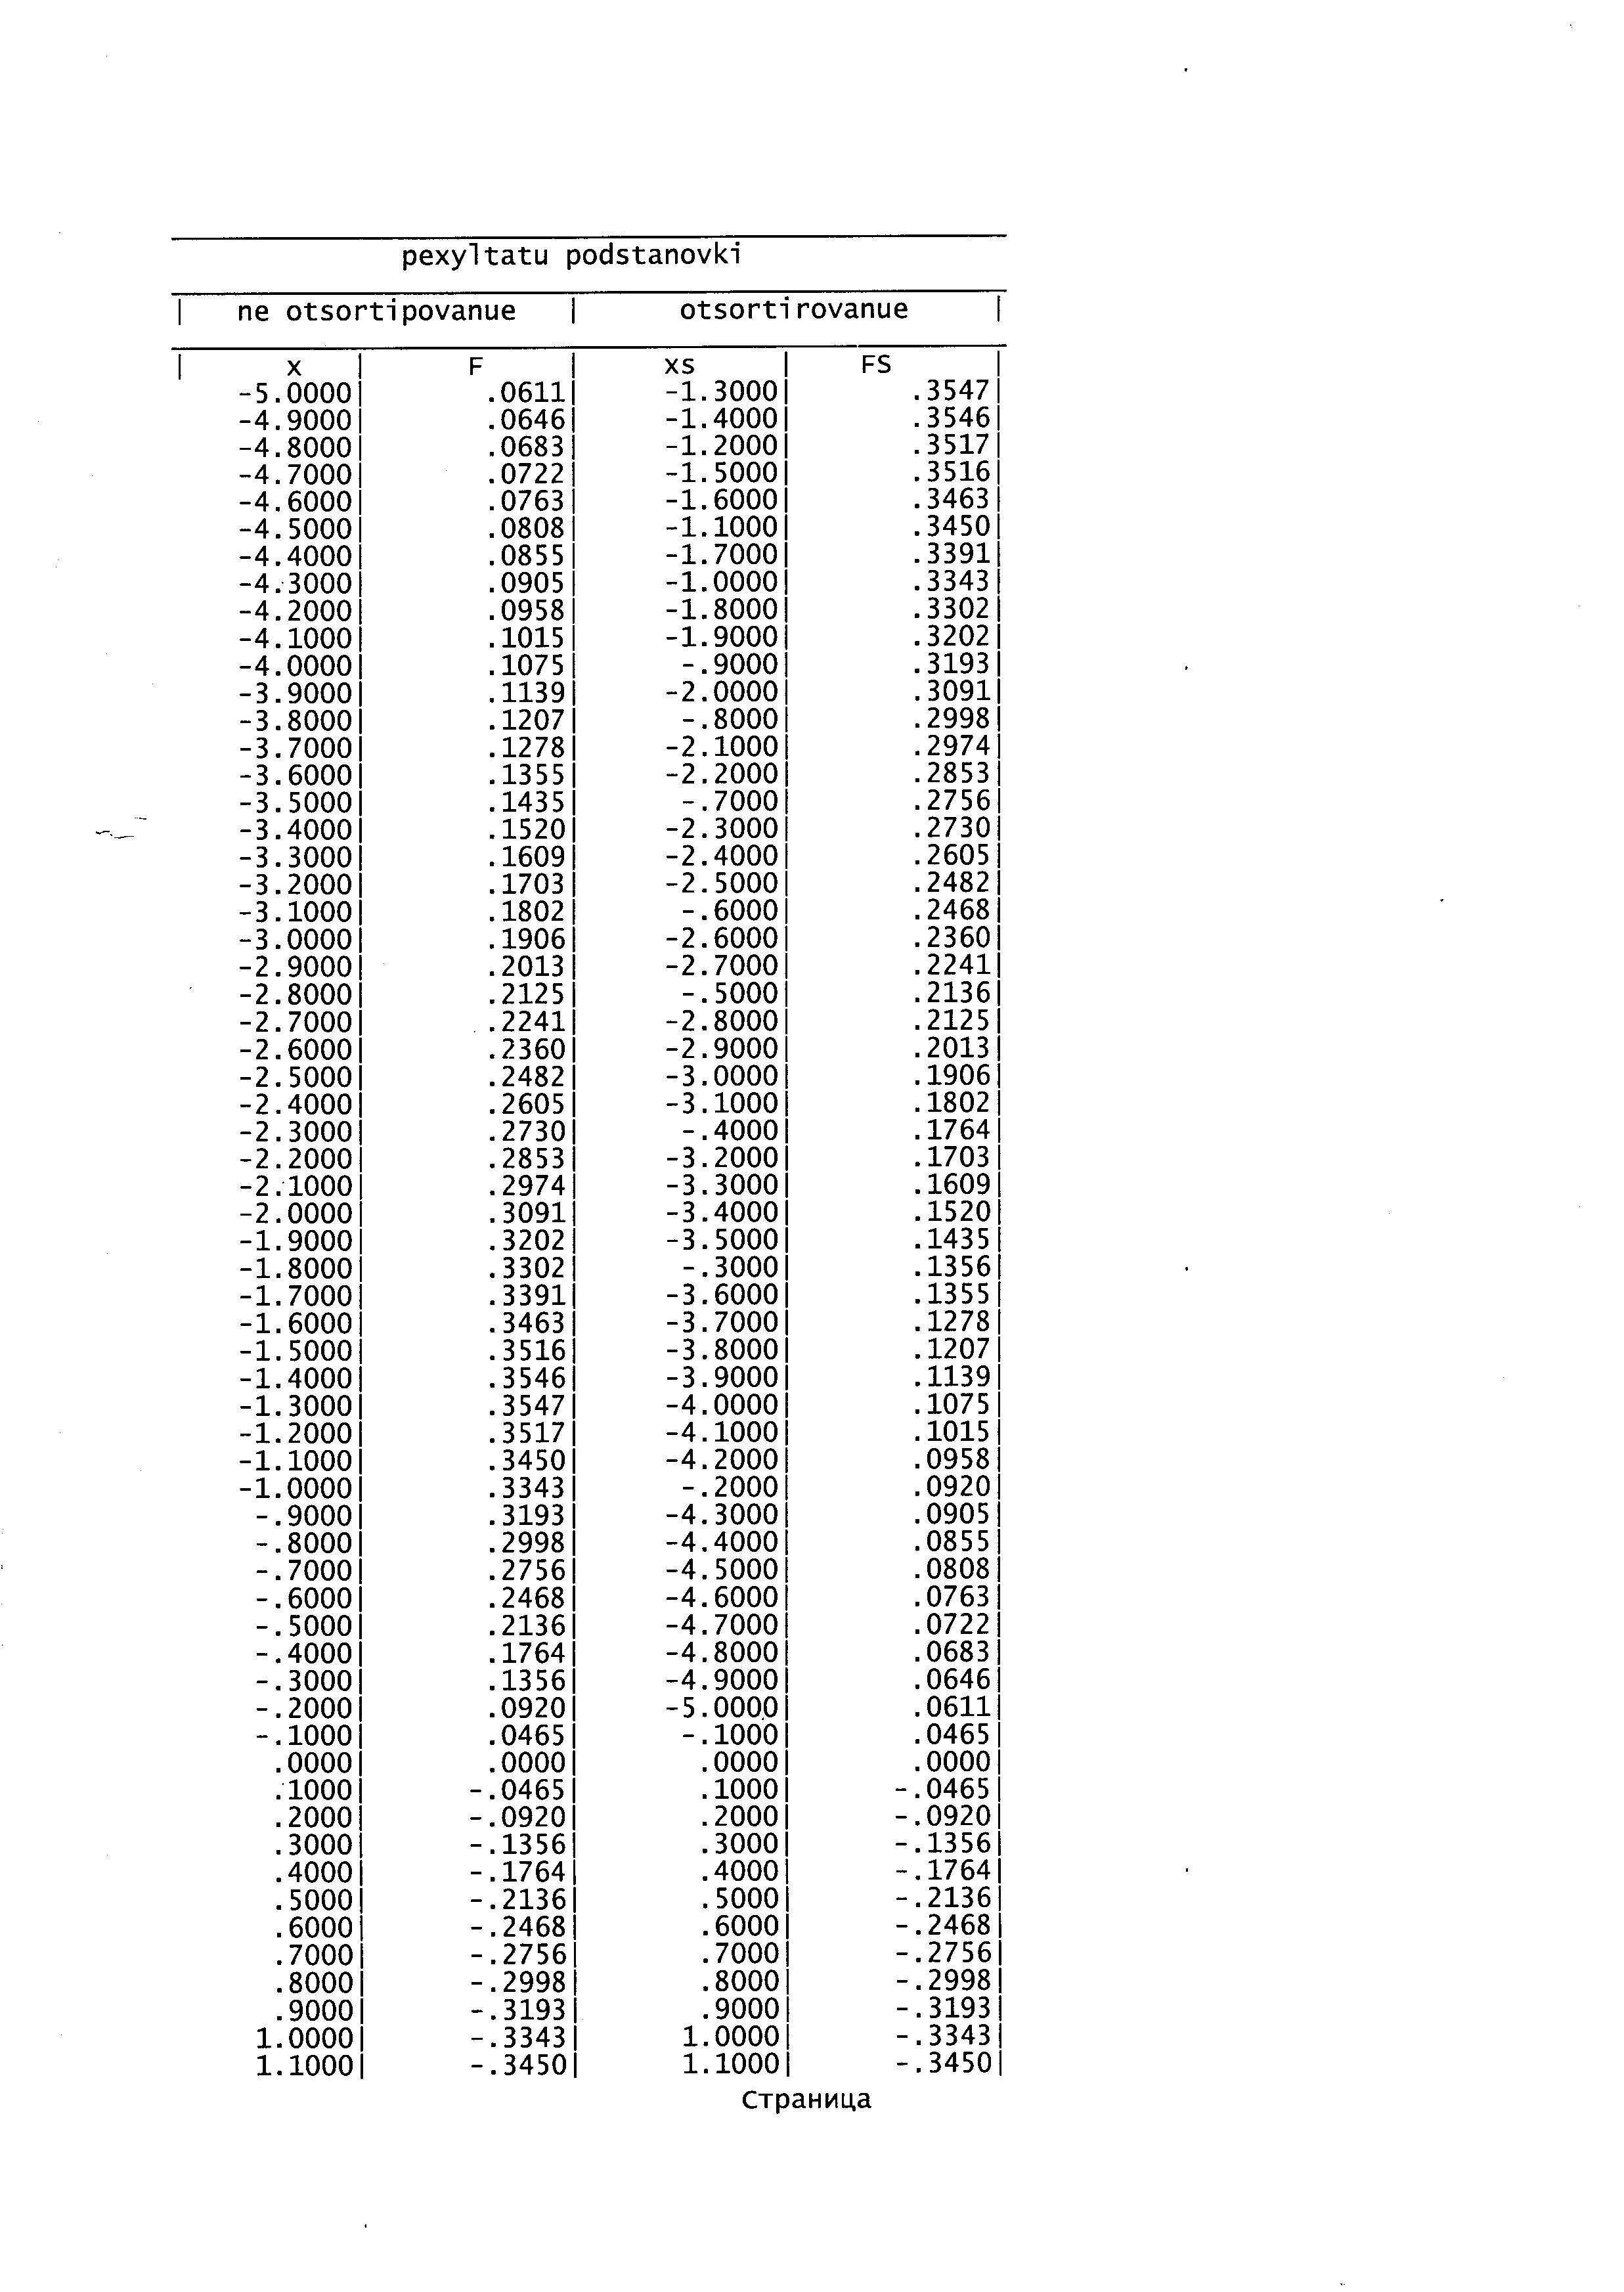 pexyltatu podstanovki
| ne otsortipovanue | otsortirovanue |
| X | F | XS | FS |
-5.0000| .0611| -1.3000| .3547|
-4.9000| .0646| -1.4000| .3546|
-4.8000| .0683| -1.2000| .3517|
-4.7000| .0722| -1.5000| .3516|
-4.6000| .0763| -1.6000| .3463|
-4.5000| .0808| -1.1000| .3450|
-4.4000| .0855| -1.7000| .3391|
-4.3000| .0905| -1.0000| .3343|
-4.2000| .0958| -1.8000| .3302|
-4.1000| .1015| -1.9000| .3202|
-4.0000| .1075| -.9000| .3193|
-3.9000| .1139| -2.0000| .3091|
-3.8000| .1207| -.8000| .2998|
-3.7000| .1278| -2.1000| .2974|
-3.6000| .1355| -2.2000| .2853|
-3.5000| .1435| -.7000| .2756|
-3.4000| .1520| -2.3000| .2730|
-3.3000| .1609| -2.4000| .2605|
-3.2000| .1703| -2.5000| .2482|
-3.1000| .1802| -.6000| .2468|
-3.0000| .1906| -2.6000| .2360|
-2.9000| .2013| -2.7000| .2241|
-2.8000| .2125| -.5000| .2136|
-2.7000| .2241| -2.8000| .2125|
-2.6000| .2360| -2.9000| .2013|
-2.5000| .2482| -3.0000| .1906|
-2.4000| .2605| -3.1000| .1802|
-2.3000| .2730| -.4000| .1764|
-2.2000| .2853| -3.2000| .1703|
-2.1000| .2974| -3.3000| .1609|
-2.0000| .3091| -3.4000| .1520|
-1.9000| .3202| -3.5000| .1435|
-1.8000| .3302| -.3000| .1356|
-1.7000| .3391| -3.6000| .1355|
-1.6000| .3463| -3.7000| .1278|
-1.5000| .3516| -3.8000| .1207|
-1.4000| .3546| -3.9000| .1139|
-1.3000| .3547| -4.0000| .1075|
-1.2000| .3517| -4.1000| .1015|
-1.1000| .3450| -4.2000| .0958|
-1.0000| .3343| -.2000| .0920|
-.9000| .3193| -4.3000| .0905|
-.8000| .2998| -4.4000| .0855|
-.7000| .2756| -4.5000| .0808|
-.6000| .2468| -4.6000| .0763|
-.5000| .2136| -4.7000| .0722|
-.4000| .1764| -4.8000| .0683|
-.3000| .1356| -4.9000| .0646|
-.2000| .0920| -5.0000| .0611|
-.1000| .0465| -.1000| .0465|
.0000| .0000| .0000| .0000|
.1000| -.0465| .1000| -.0465|
.2000| -.0920| .2000| -.0920|
.3000| -.1356| .3000| -.1356|
.4000| -.1764| .4000| -.1764|
.5000| -.2136| .5000| -.2136|
.6000| -.2468| .6000| -.2468|
.7000| -.2756| .7000| -.2756|
.8000| -.2998| .8000| -.2998|
.9000| -.3193| .9000| -.3193|
1.0000| -.3343| 1.0000| -.3343|
1.1000| -.3450| 1.1000| -.3450|
Страница